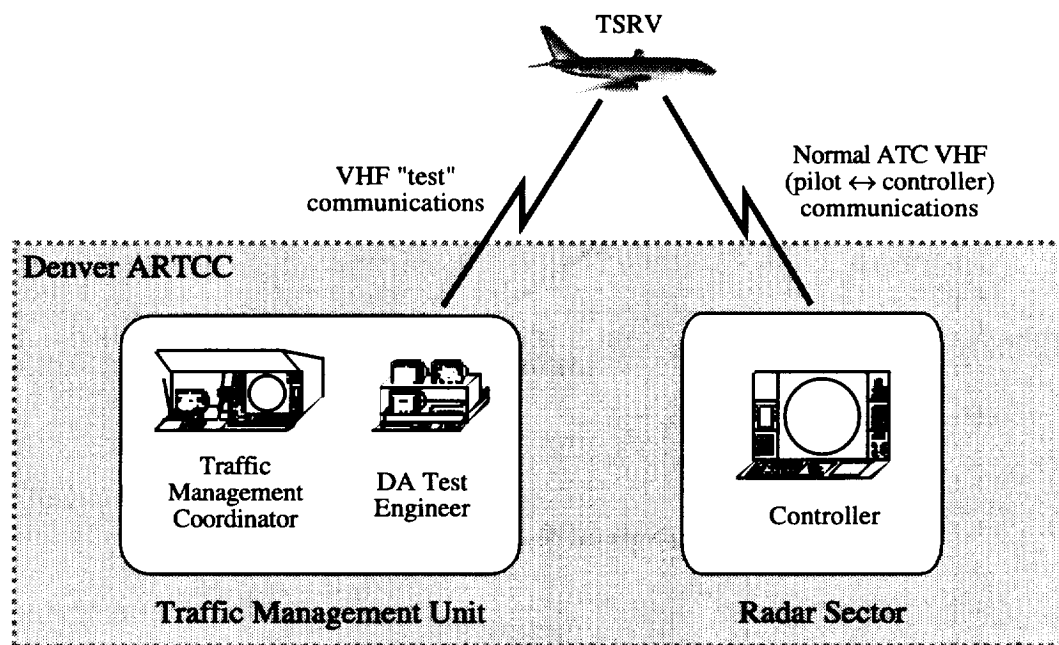 TSRV
VHF "test"
communications
Normal ATC VHF
(pilot ↔ controller)
communications
Denver ARTCC
Traffic
Management
Coordinator
DA Test
Engineer
Controller
Traffic Management Unit
Radar Sector